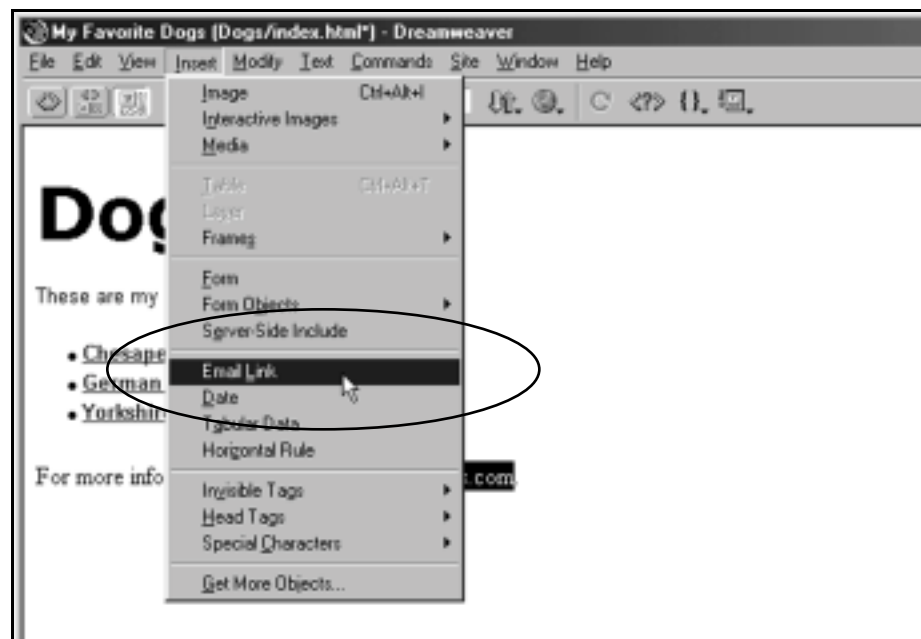 My Favorite Dogs (Dogs/index.html*) - Dreamweaver
File Edit View Insert Modify Text Commands Site Window Help
Image Ctrl+Alt+I
Interactive Images
Media
Table Ctrl+Alt+T
Layer
Dog
Frames
Form
These are my
Form Objects
Server-Side Include
Chesape
Email Link
German
Date
Yorkshir
Tabular Data
Horizontal Rule
For more info .com.
Invisible Tags
Head Tags
Special Characters
Get More Objects...